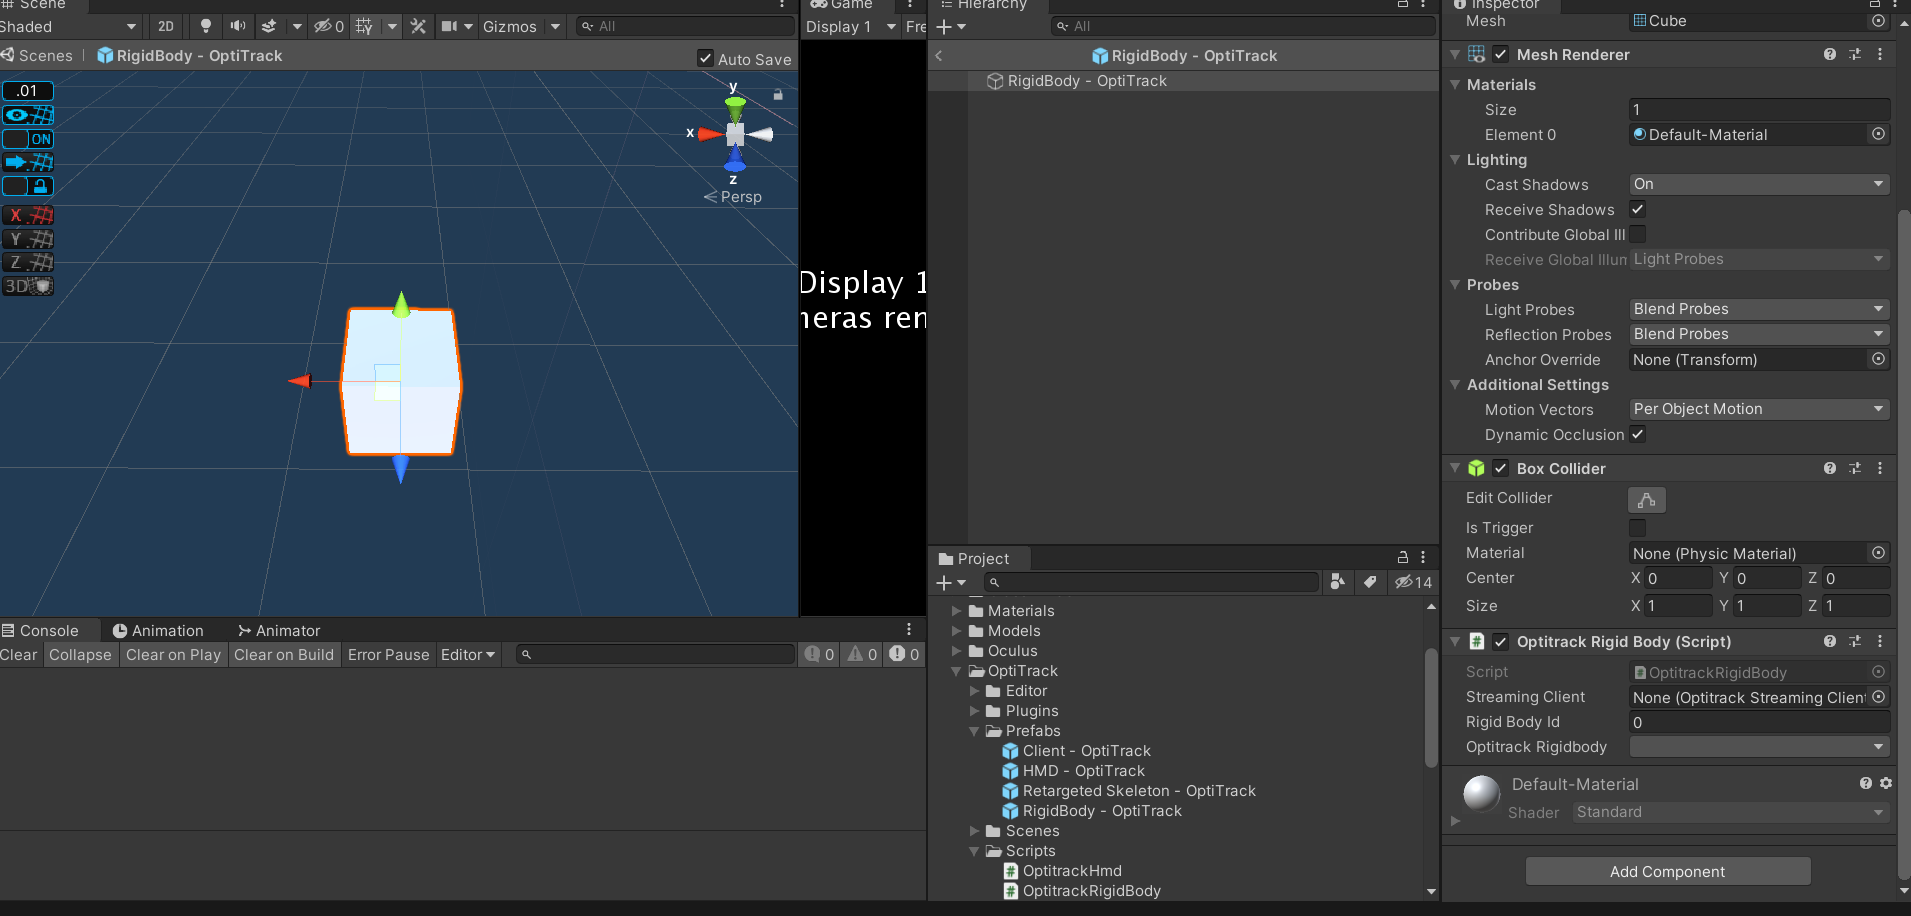 Scene
Shaded
2D
0
Gizmos
All
Scenes
RigidBody - OptiTrack
Auto Save
.01
ON
X
Y
Z
3D
y
x
z
Persp
Game
Display 1
Fre
Display 1
neras ren
Console
Animation
Animator
Clear
Collapse
Clear on Play
Clear on Build
Error Pause
Editor
0
0
0
Hierarchy
All
RigidBody - OptiTrack
RigidBody - OptiTrack
Project
14
Materials
Models
Oculus
OptiTrack
Editor
Plugins
Prefabs
Client - OptiTrack
HMD - OptiTrack
Retargeted Skeleton - OptiTrack
RigidBody - OptiTrack
Scenes
Scripts
OptitrackHmd
OptitrackRigidBody
Inspector
Mesh
Cube
Mesh Renderer
Materials
Size
1
Element 0
Default-Material
Lighting
Cast Shadows
On
Receive Shadows
Contribute Global Ill
Receive Global Illum
Light Probes
Probes
Light Probes
Blend Probes
Reflection Probes
Blend Probes
Anchor Override
None (Transform)
Additional Settings
Motion Vectors
Per Object Motion
Dynamic Occlusion
Box Collider
Edit Collider
Is Trigger
Material
None (Physic Material)
Center
X 0 Y 0 Z 0
Size
X 1 Y 1 Z 1
Optitrack Rigid Body (Script)
Script
OptitrackRigidBody
Streaming Client
None (Optitrack Streaming Client
Rigid Body Id
0
Optitrack Rigidbody
Default-Material
Shader
Standard
Add Component